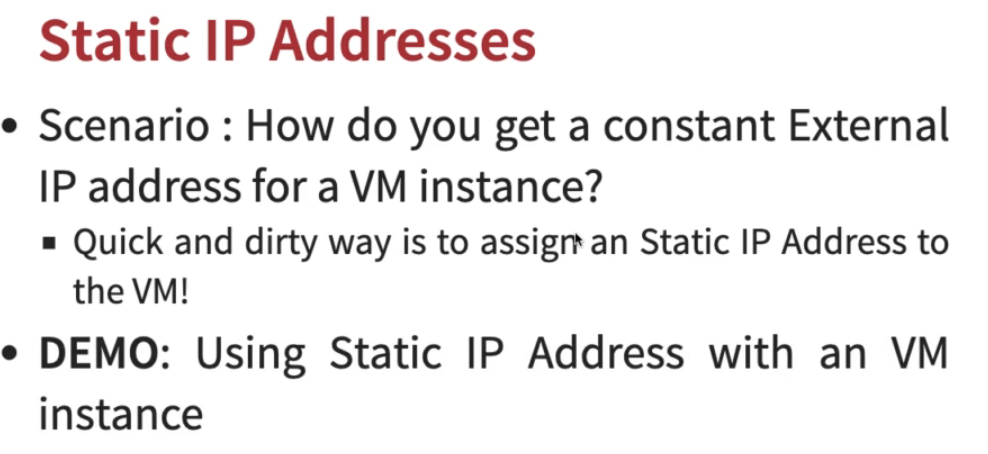 Static IP Addresses
• Scenario : How do you get a constant External
IP address for a VM instance?
▪ Quick and dirty way is to assign an Static IP Address to
the VM!
• DEMO: Using Static IP Address with an VM
instance